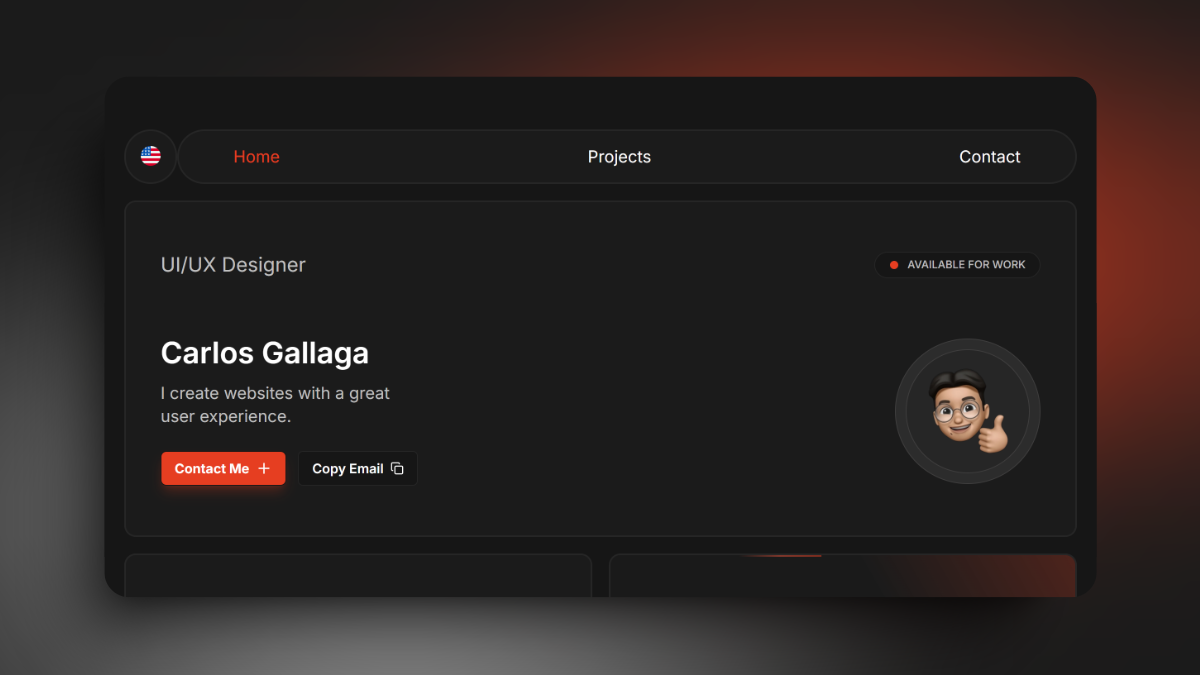 Home
Projects
Contact
UI/UX Designer
AVAILABLE FOR WORK
Carlos Gallaga
I create websites with a great
user experience.
Contact Me
Copy Email